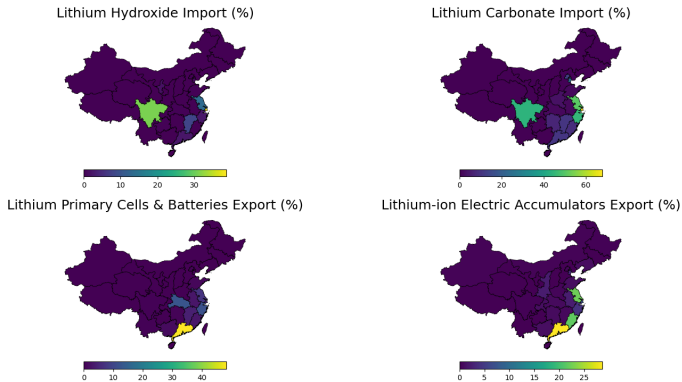 Lithium Hydroxide Import (%)
Lithium Carbonate Import (%)
0 10 20 30
0 20 40 60
Lithium Primary Cells & Batteries Export (%)
Lithium-ion Electric Accumulators Export (%)
0 10 20 30 40
0 5 10 15 20 25